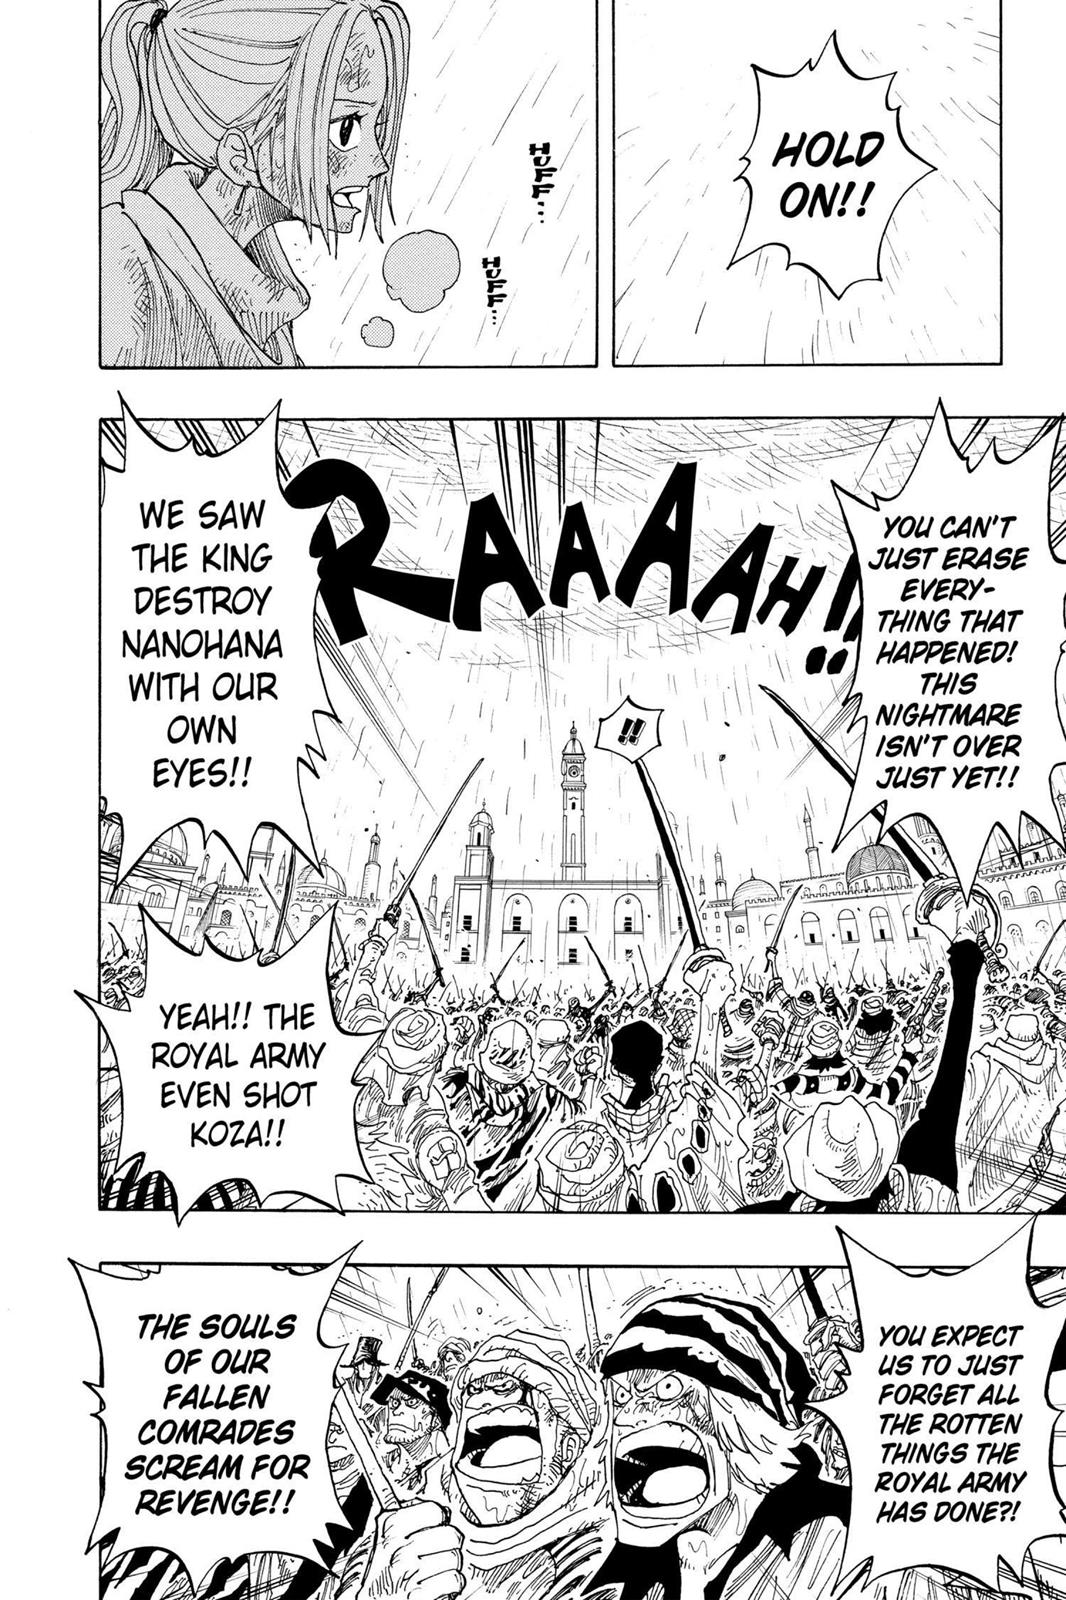 HOLD
ON!!
HUFF...
HUFF...
YOU CAN'T
JUST ERASE
EVERY-
THING THAT
HAPPENED!
THIS
NIGHTMARE
ISN'T OVER
JUST YET!!
RAAAAH!!
!!
WE SAW
THE KING
DESTROY
NANOHANA
WITH OUR
OWN
EYES!!
YEAH!! THE
ROYAL ARMY
EVEN SHOT
KOZA!!
YOU EXPECT
US TO JUST
FORGET ALL
THE ROTTEN
THINGS THE
ROYAL ARMY
HAS DONE?!
THE SOULS
OF OUR
FALLEN
COMRADES
SCREAM FOR
REVENGE!!